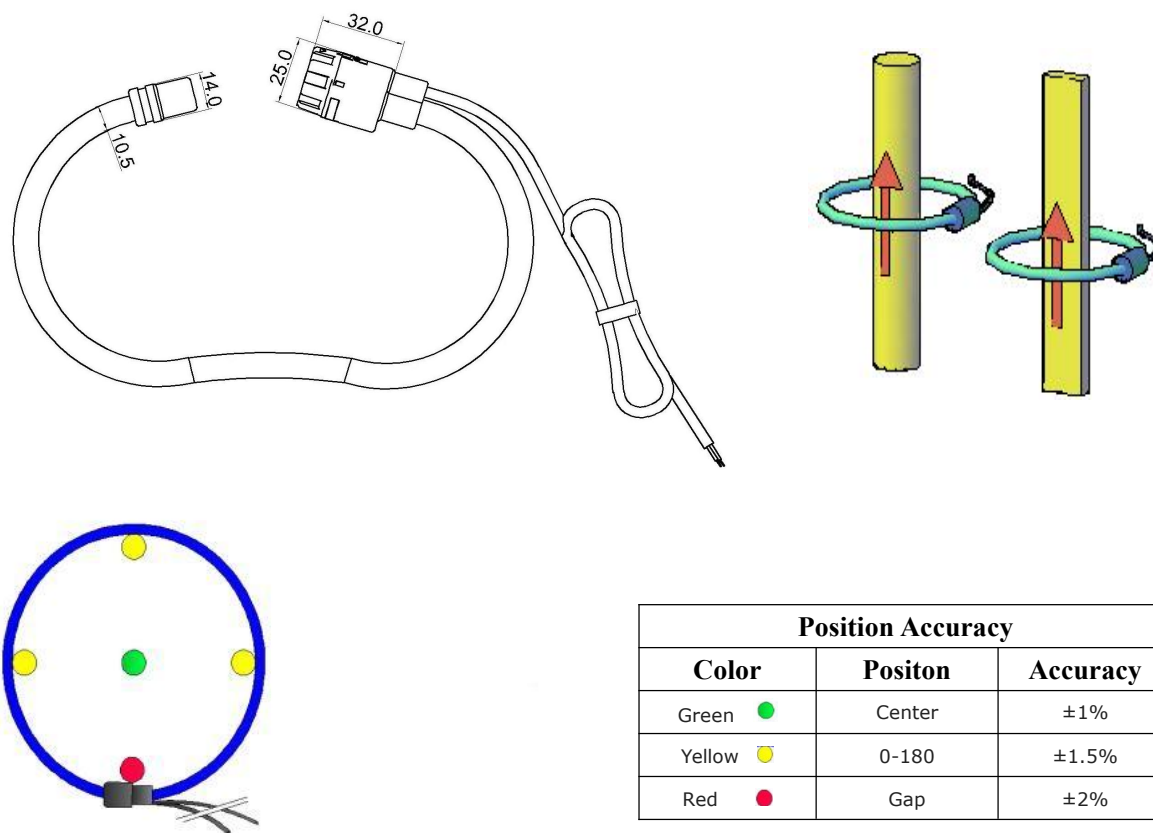 32.0
25.0
14.0
10.5
Position Accuracy
Color Positon Accuracy
Green Center ±1%
Yellow 0-180 ±1.5%
Red Gap ±2%